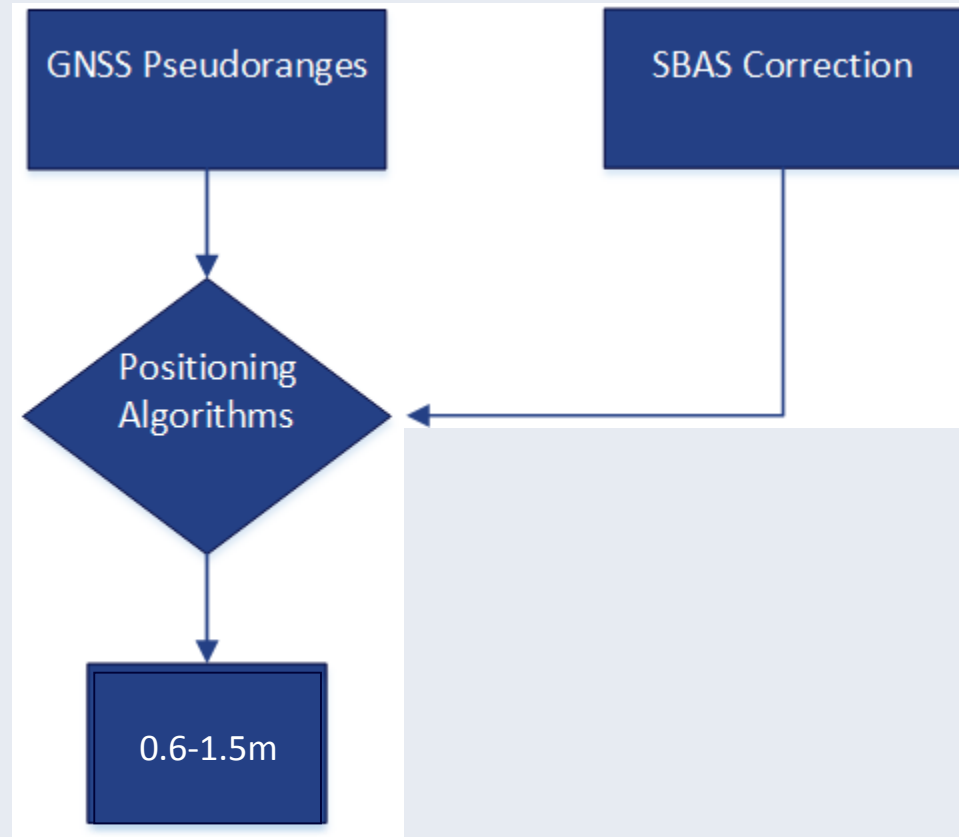 GNSS Pseudoranges
SBAS Correction
Positioning
Algorithms
0.6-1.5m